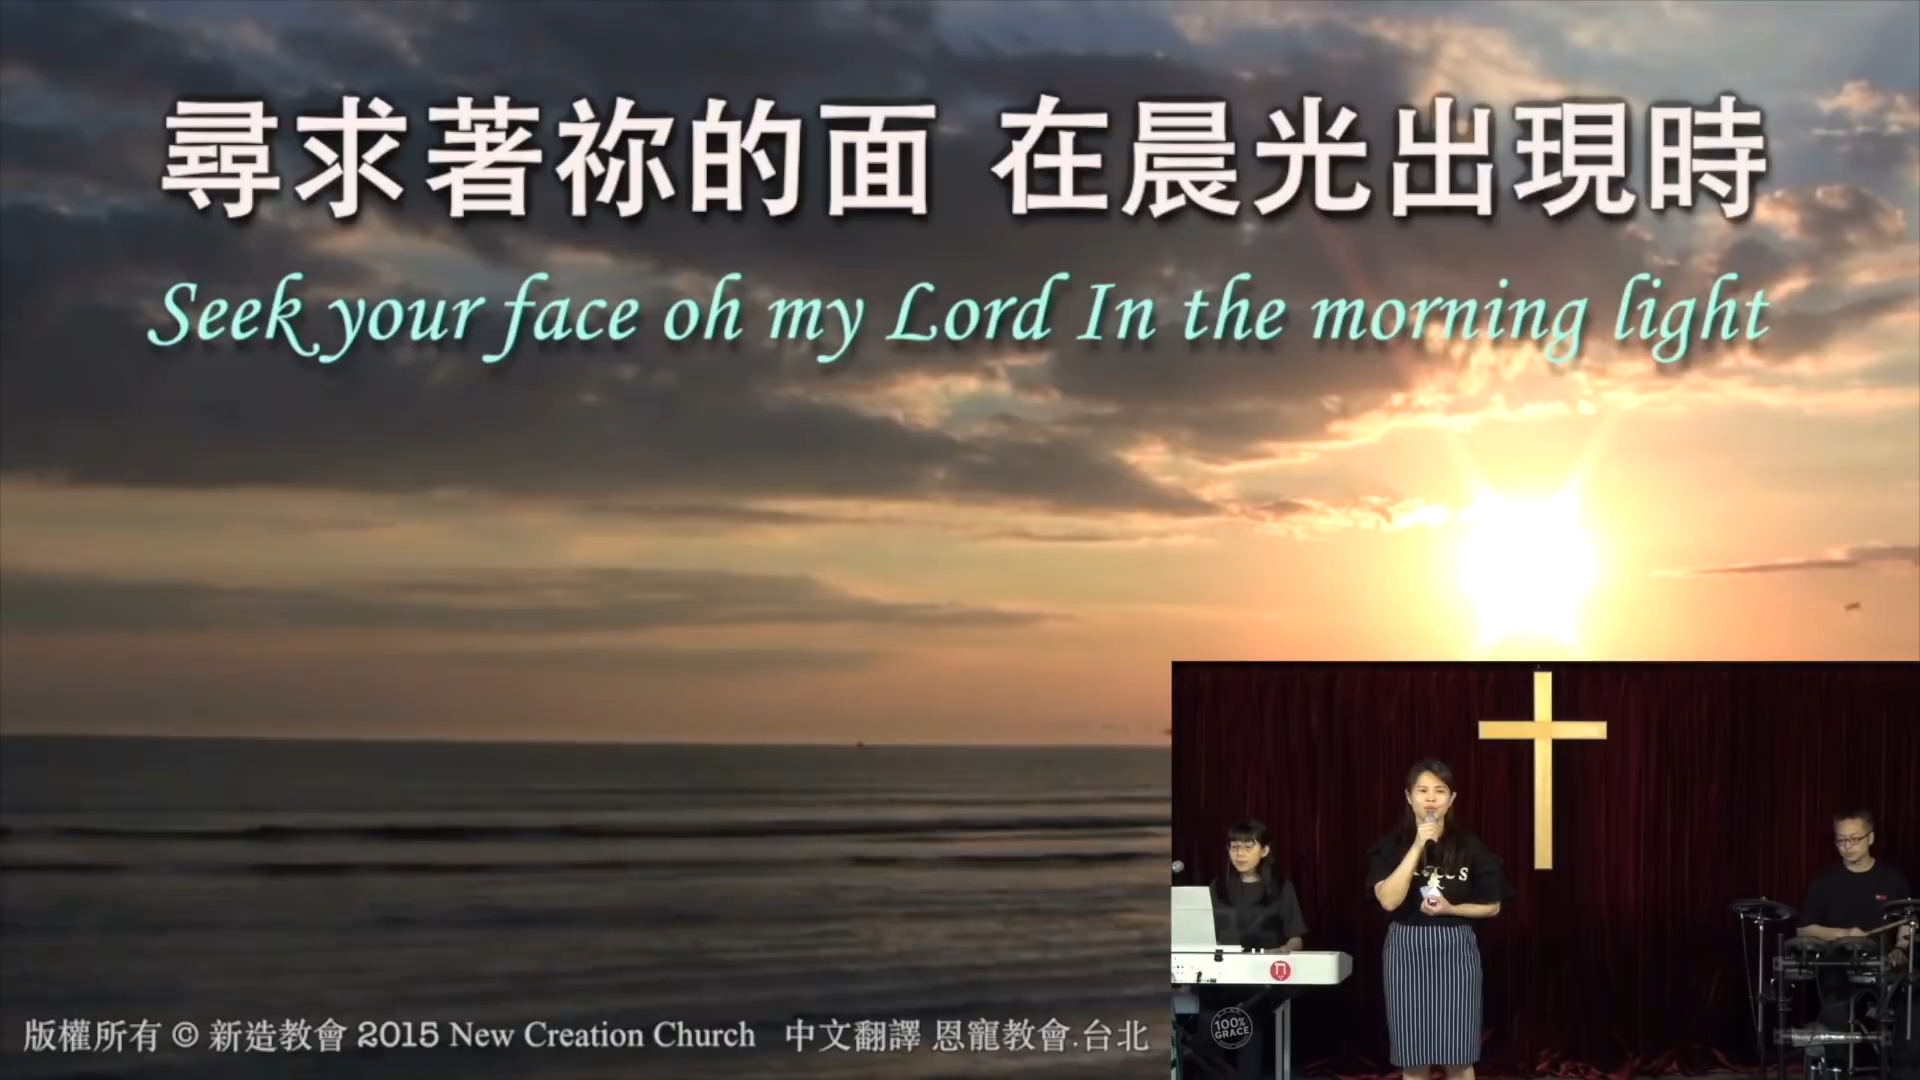 尋求著祢的面 在晨光出現時
Seek your face oh my Lord In the morning light
版權所有 © 新造教會 2015 New Creation Church 中文翻譯 恩寵教會.台北
100%
GRACE